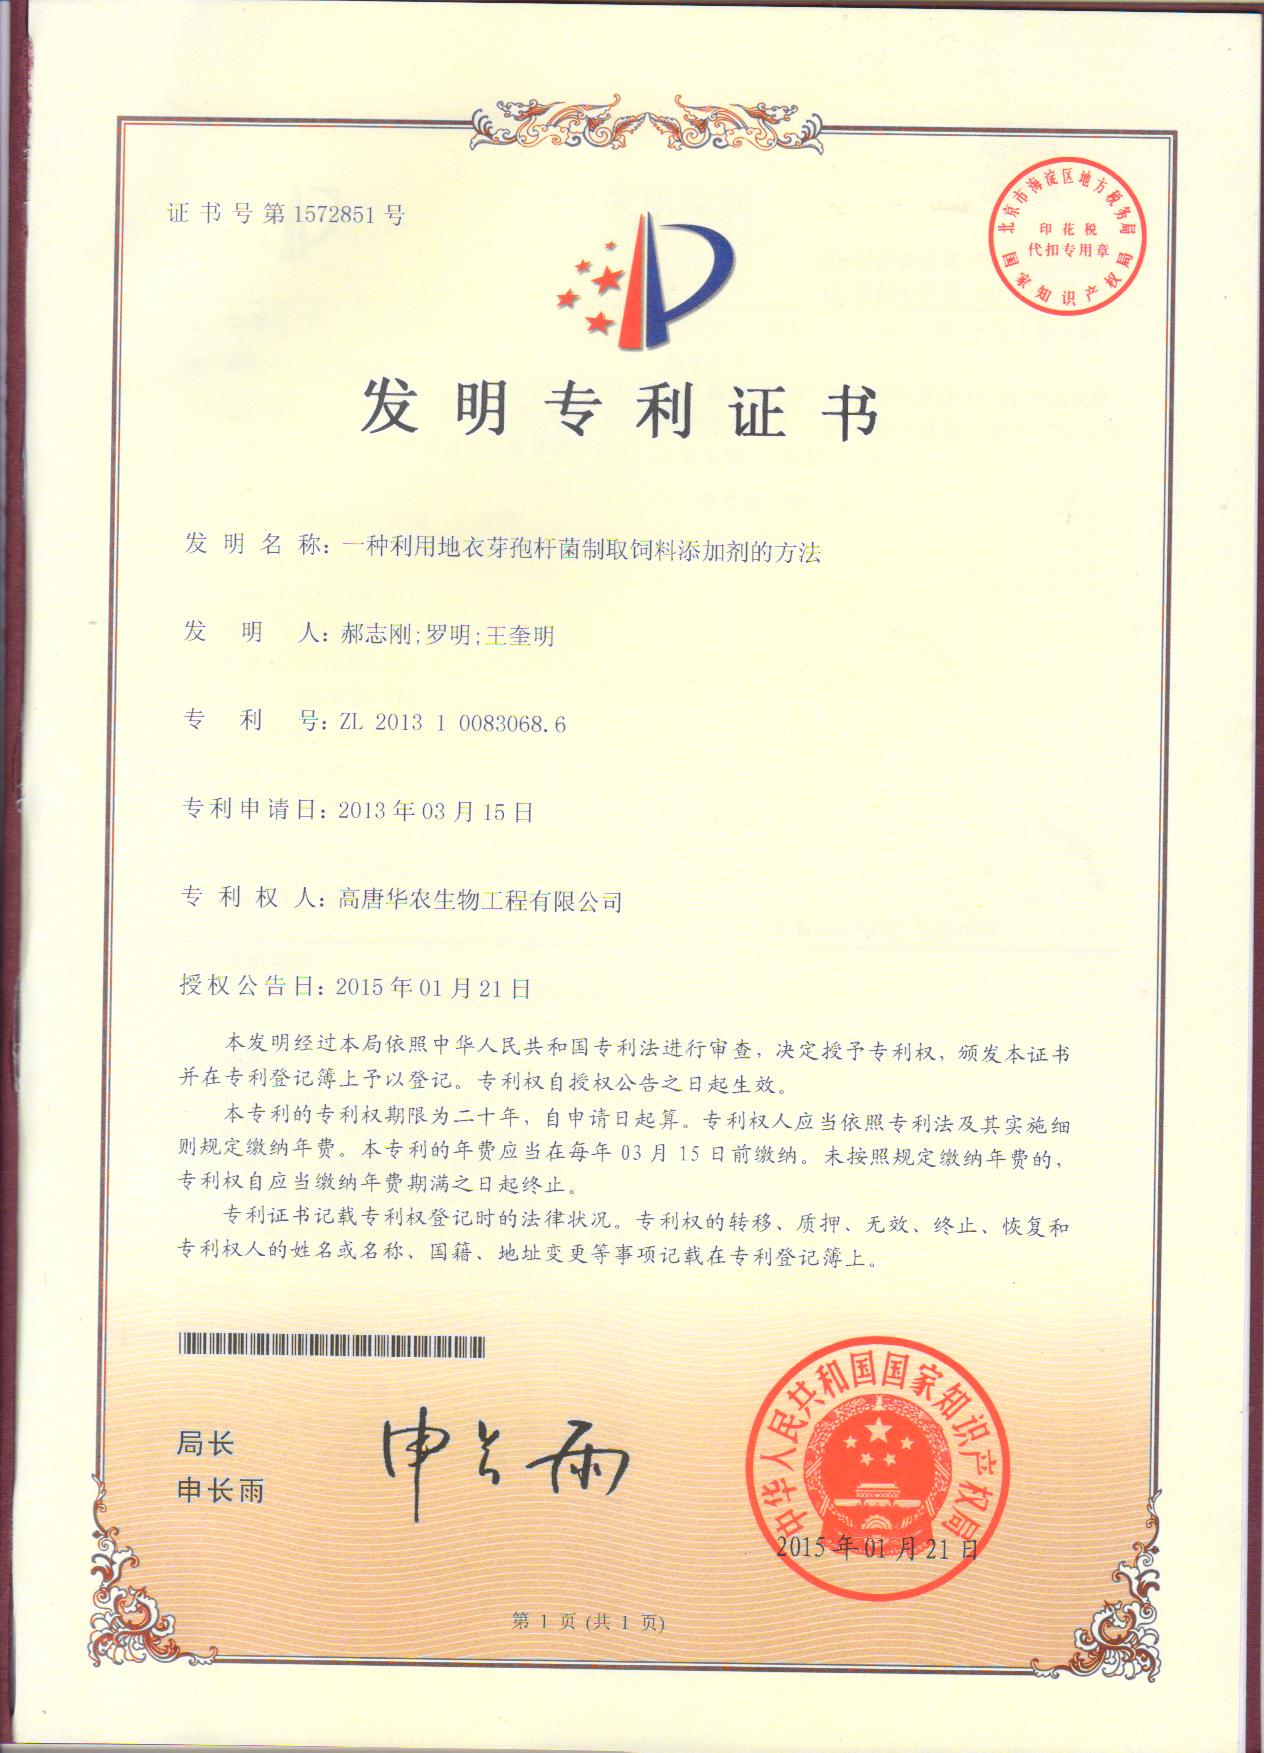 证书号第1572851号
北京市海淀区地方税务局
印花税
代扣专用章
国家知识产权局
发明专利证书
发明名称：一种利用地衣芽孢杆菌制取饲料添加剂的方法
发明人：郝志刚;罗明;王奎明
专利号：ZL 2013 1 0083068.6
专利申请日：2013年03月15日
专利权人：高唐华农生物工程有限公司
授权公告日：2015年01月21日
本发明经过本局依照中华人民共和国专利法进行审查，决定授予专利权，颁发本证书
并在专利登记簿上予以登记。专利权自授权公告之日起生效。
本专利的专利权期限为二十年，自申请日起算。专利权人应当依照专利法及其实施细
则规定缴纳年费。本专利的年费应当在每年03月15日前缴纳。未按照规定缴纳年费的，
专利权自应当缴纳年费期满之日起终止。
专利证书记载专利权登记时的法律状况。专利权的转移、质押、无效、终止、恢复和
专利权人的姓名或名称、国籍、地址变更等事项记载在专利登记簿上。
局长
申长雨
申长雨
中华人民共和国国家知识产权局
2015年01月21日
第1页(共1页)